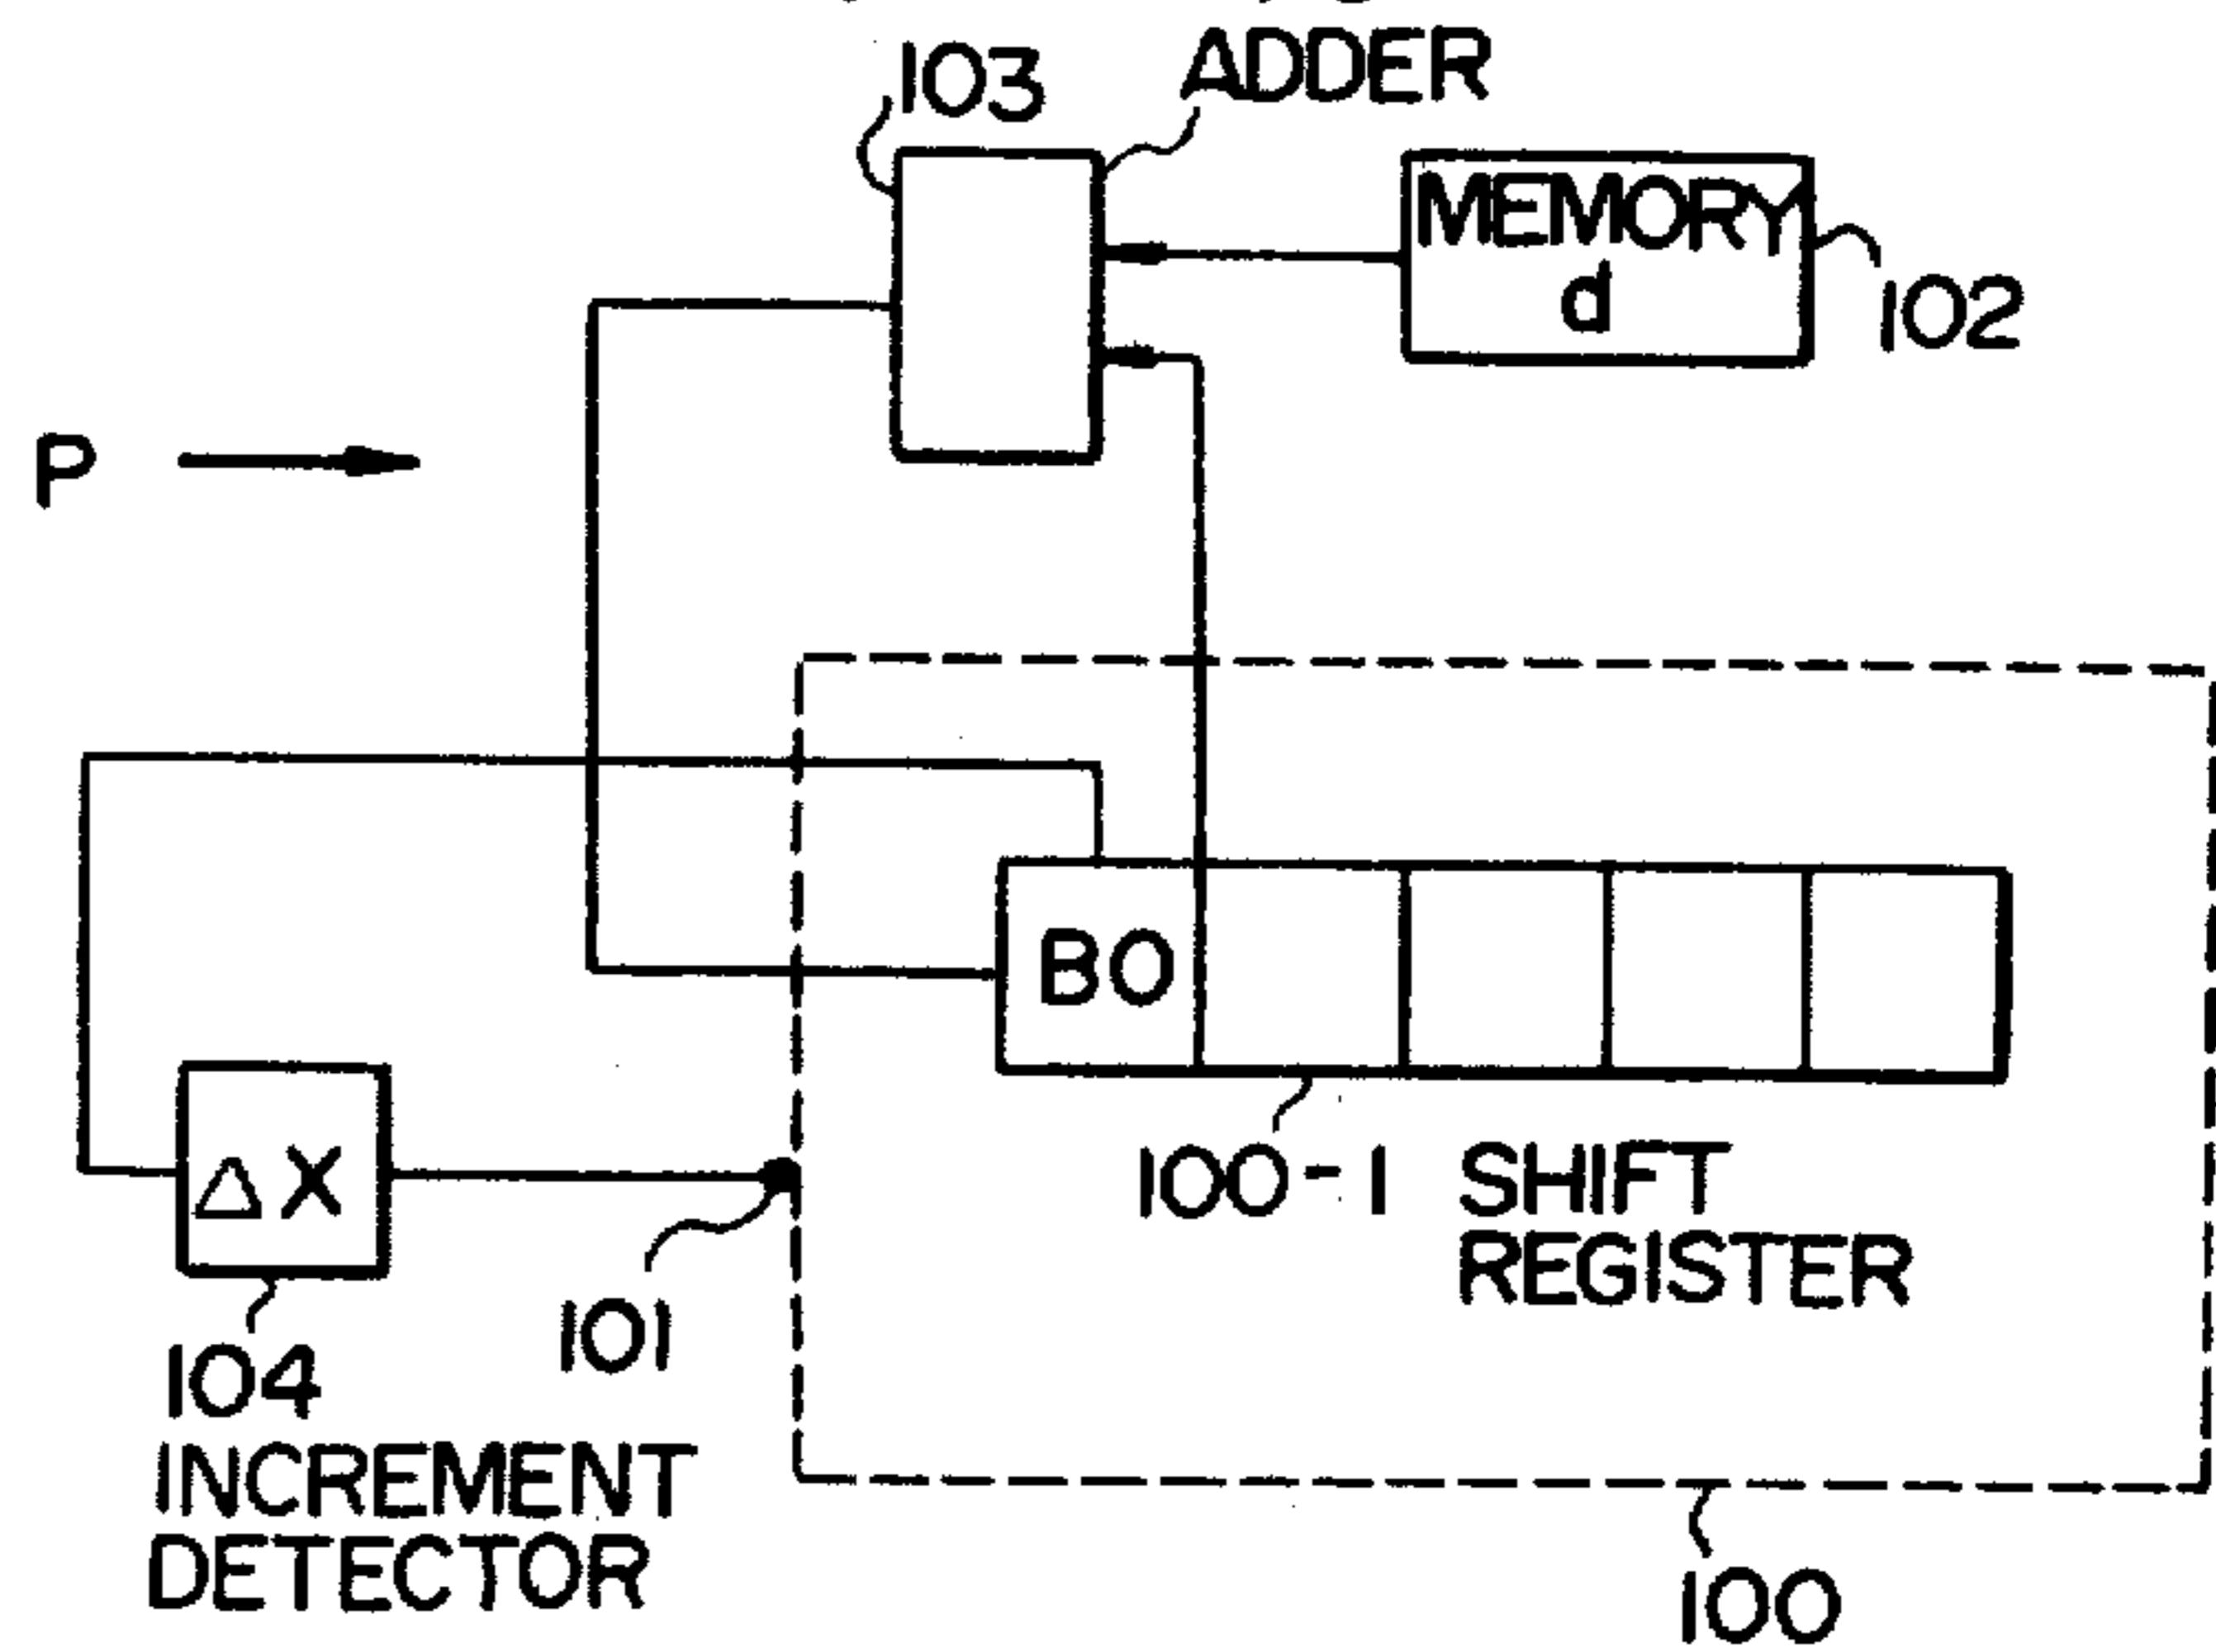 103
ADDER
MEMORY
d
102
P
BO
100-1 SHIFT
REGISTER
ΔX
101
104
INCREMENT
DETECTOR
100